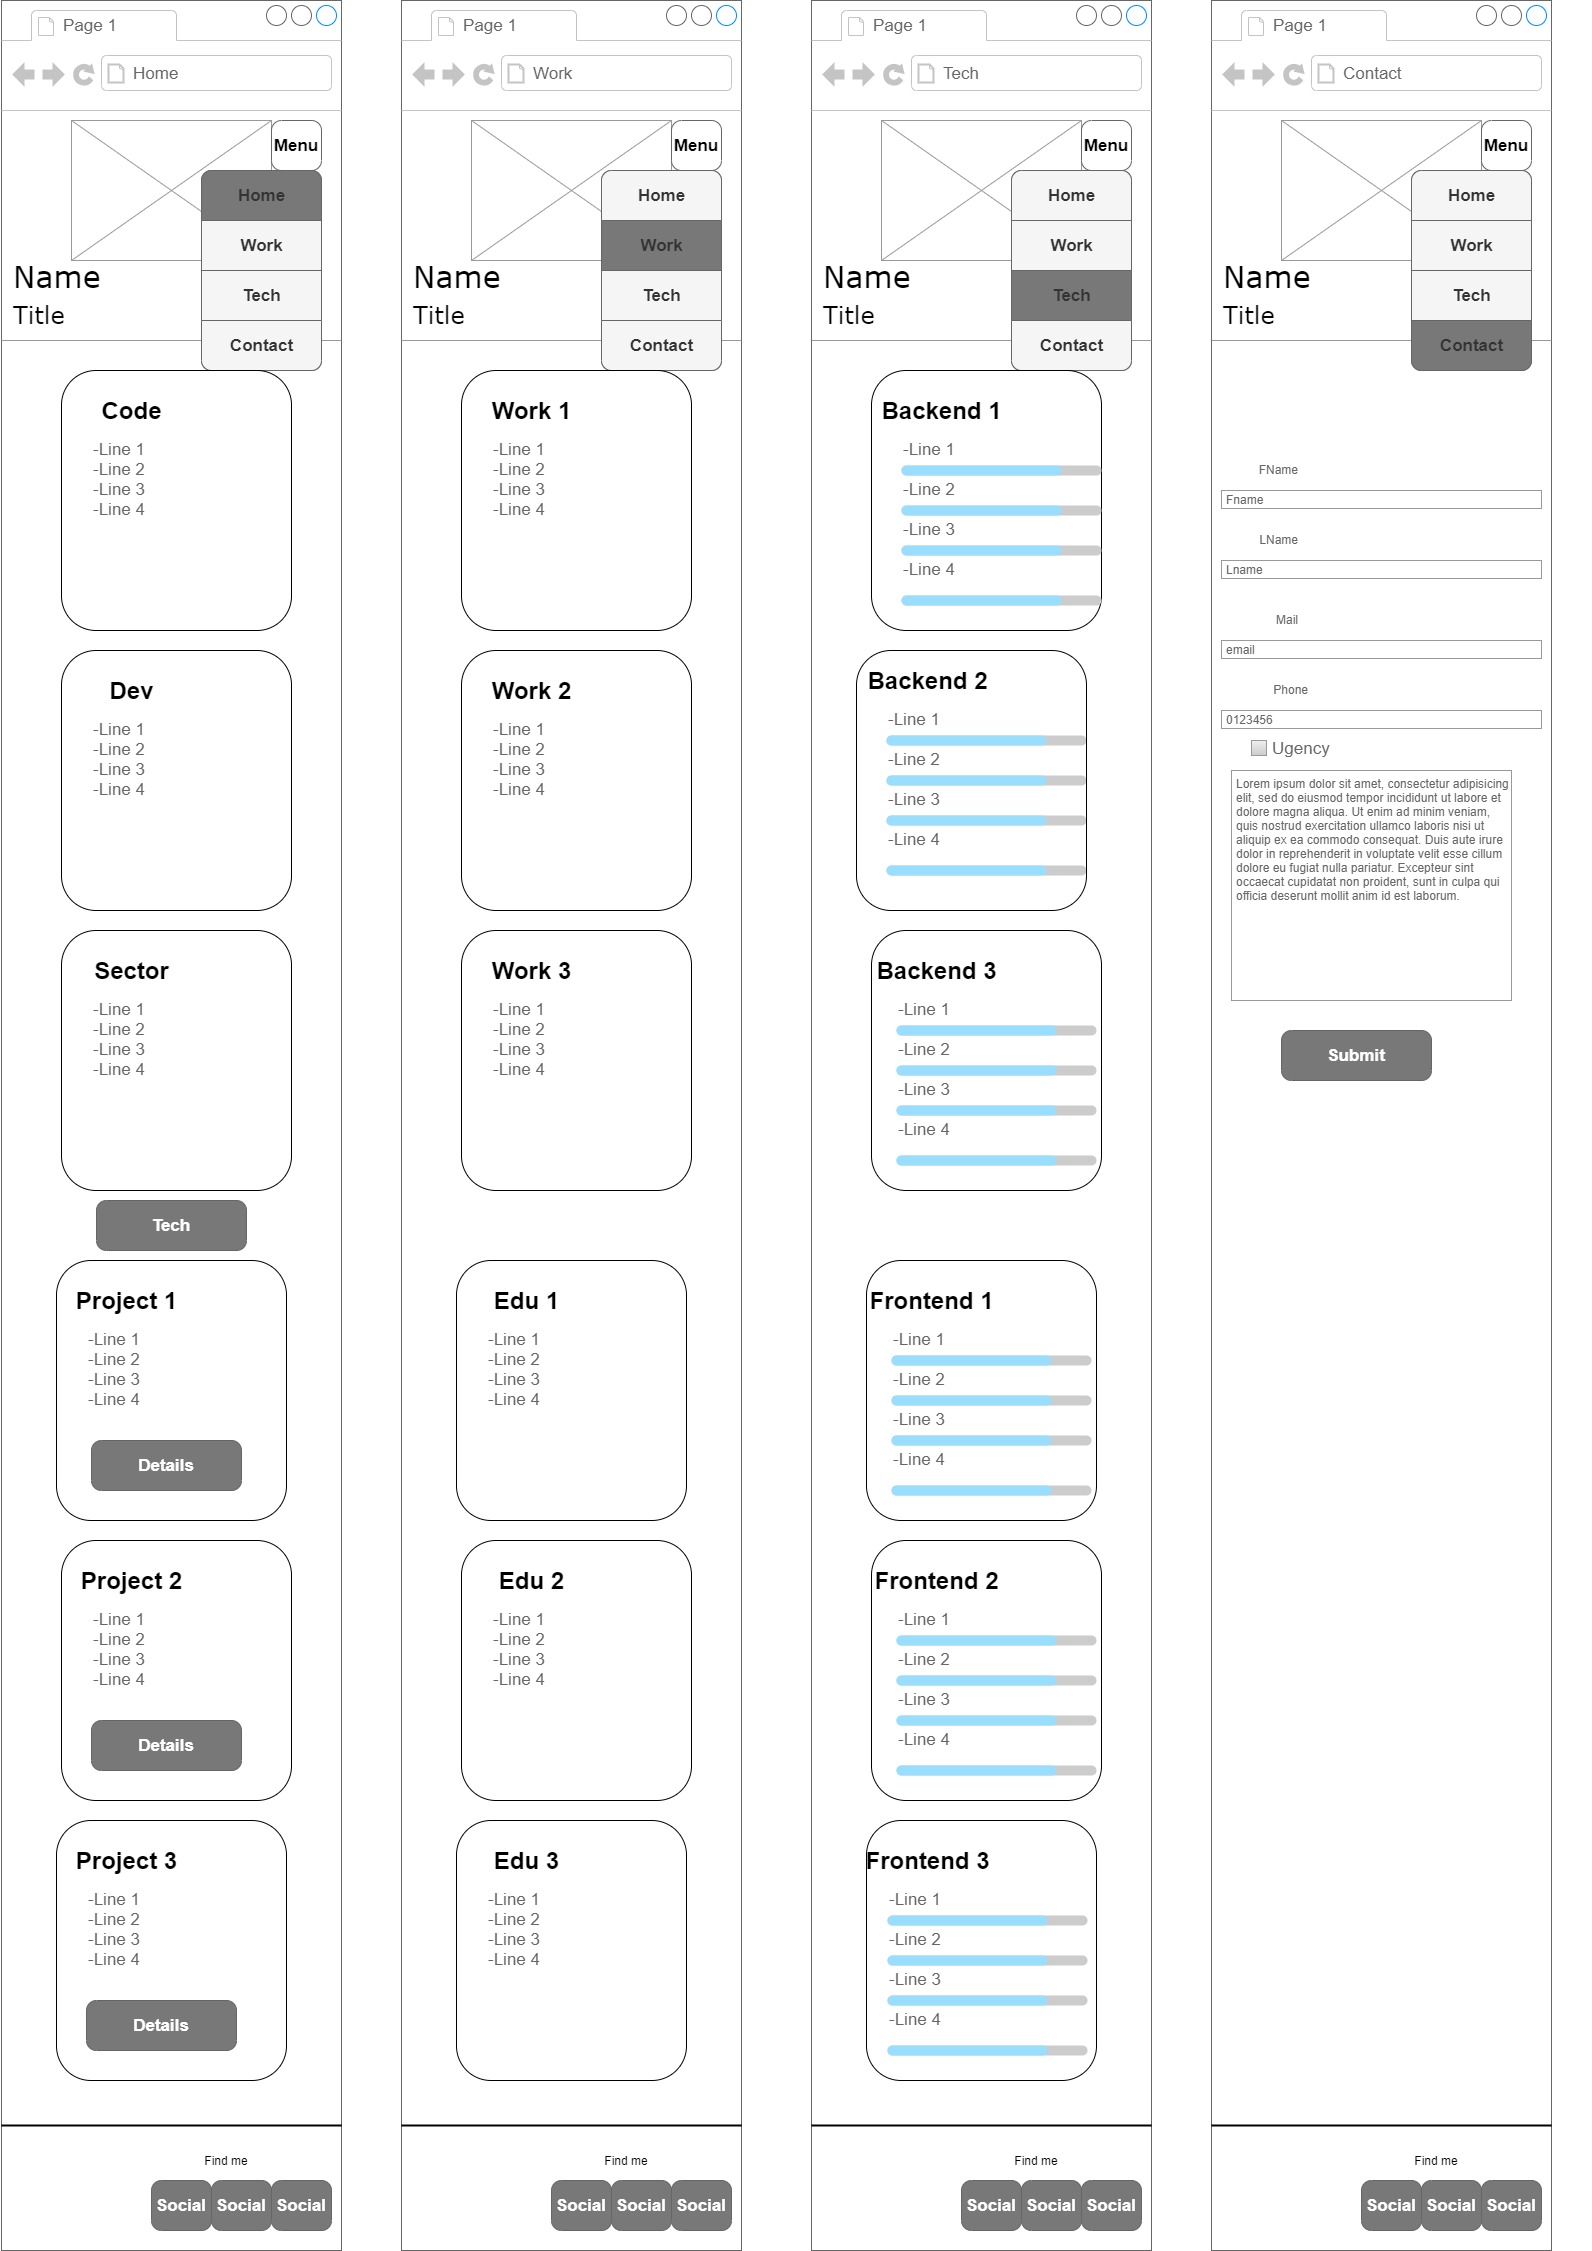 Page 1
Home
Menu
Home
Work
Tech
Contact
Name
Title
Code
-Line 1
-Line 2
-Line 3
-Line 4
Dev
-Line 1
-Line 2
-Line 3
-Line 4
Sector
-Line 1
-Line 2
-Line 3
-Line 4
Tech
Project 1
-Line 1
-Line 2
-Line 3
-Line 4
Details
Project 2
-Line 1
-Line 2
-Line 3
-Line 4
Details
Project 3
-Line 1
-Line 2
-Line 3
-Line 4
Details
Find me
Social Social Social
Page 1
Work
Menu
Home
Work
Tech
Contact
Name
Title
Work 1
-Line 1
-Line 2
-Line 3
-Line 4
Work 2
-Line 1
-Line 2
-Line 3
-Line 4
Work 3
-Line 1
-Line 2
-Line 3
-Line 4
Edu 1
-Line 1
-Line 2
-Line 3
-Line 4
Edu 2
-Line 1
-Line 2
-Line 3
-Line 4
Edu 3
-Line 1
-Line 2
-Line 3
-Line 4
Find me
Social Social Social
Page 1
Tech
Menu
Home
Work
Tech
Contact
Name
Title
Backend 1
-Line 1
-Line 2
-Line 3
-Line 4
Backend 2
-Line 1
-Line 2
-Line 3
-Line 4
Backend 3
-Line 1
-Line 2
-Line 3
-Line 4
Frontend 1
-Line 1
-Line 2
-Line 3
-Line 4
Frontend 2
-Line 1
-Line 2
-Line 3
-Line 4
Frontend 3
-Line 1
-Line 2
-Line 3
-Line 4
Find me
Social Social Social
Page 1
Contact
Menu
Home
Work
Tech
Contact
Name
Title
FName
Fname
LName
Lname
Mail
email
Phone
0123456
Ugency
Lorem ipsum dolor sit amet, consectetur adipisicing
elit, sed do eiusmod tempor incididunt ut labore et
dolore magna aliqua. Ut enim ad minim veniam,
quis nostrud exercitation ullamco laboris nisi ut
aliquip ex ea commodo consequat. Duis aute irure
dolor in reprehenderit in voluptate velit esse cillum
dolore eu fugiat nulla pariatur. Excepteur sint
occaecat cupidatat non proident, sunt in culpa qui
officia deserunt mollit anim id est laborum.
Submit
Find me
Social Social Social